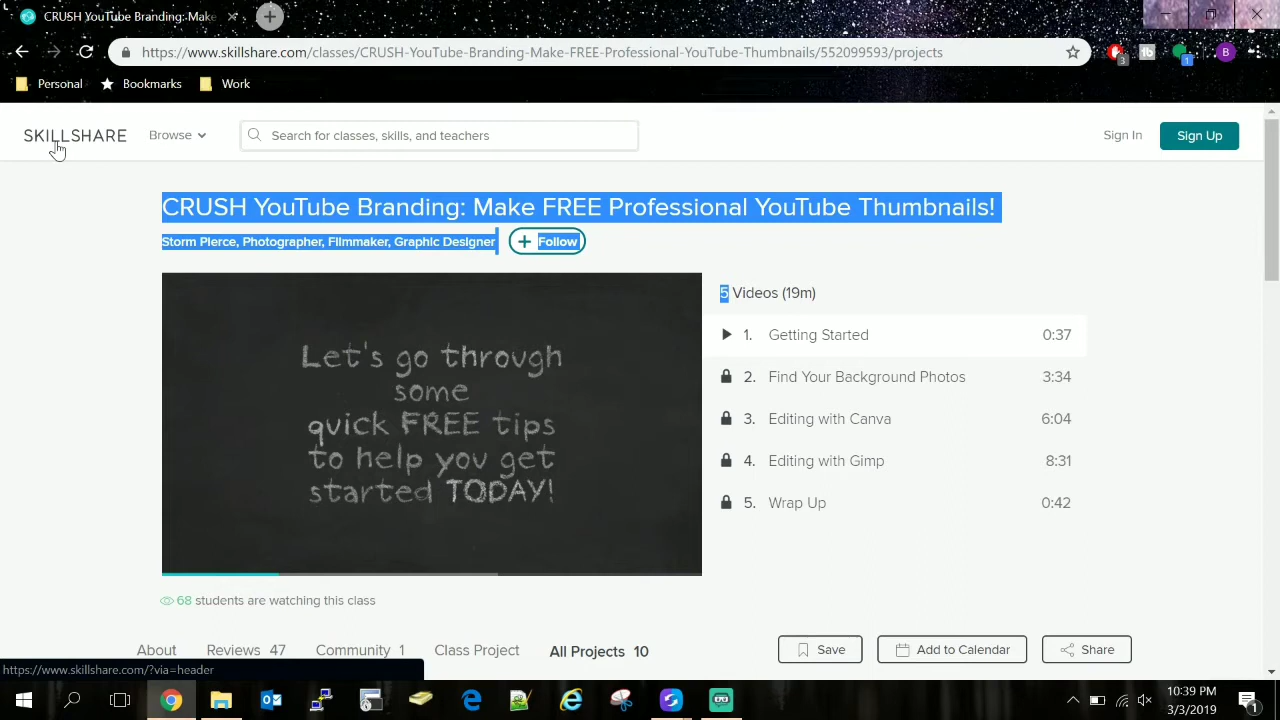 CRUSH YouTube Branding: Make
https://www.skillshare.com/classes/CRUSH-YouTube-Branding-Make-FREE-Professional-YouTube-Thumbnails/552099593/projects
3
1
B
Personal
Bookmarks
Work
SKILLSHARE
Browse
Search for classes, skills, and teachers
Sign In
Sign Up
CRUSH YouTube Branding: Make FREE Professional YouTube Thumbnails!
Storm Pierce, Photographer, Filmmaker, Graphic Designer
Follow
Let's go through
some
quick FREE tips
to help you get
started TODAY!
5 Videos (19m)
1. Getting Started 0:37
2. Find Your Background Photos 3:34
3. Editing with Canva 6:04
4. Editing with Gimp 8:31
5. Wrap Up 0:42
68 students are watching this class
About
Reviews 47
Community 1
Class Project
All Projects 10
Save
Add to Calendar
Share
https://www.skillshare.com/?via=header
10:39 PM
3/3/2019
1